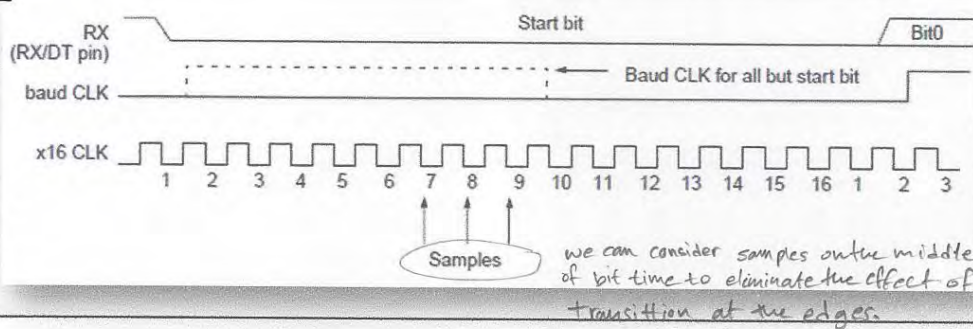 RX Start bit Bit0
(RX/DT pin)
Baud CLK for all but start bit
baud CLK
x16 CLK
1 2 3 4 5 6 7 8 9 10 11 12 13 14 15 16 1 2 3
Samples
we can consider samples on the middle
of bit time to eliminate the effect of
transittion at the edges.